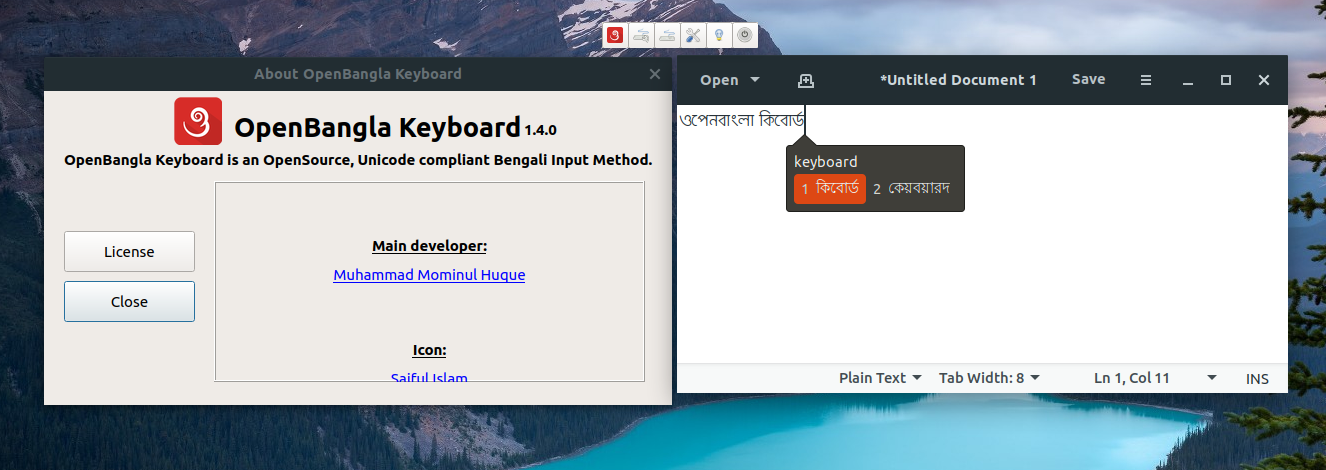 About OpenBangla Keyboard
OpenBangla Keyboard 1.4.0
OpenBangla Keyboard is an OpenSource, Unicode compliant Bengali Input Method.
License
Close
Main developer:
Muhammad Mominul Huque
Icon:
Saiful Islam
Open
*Untitled Document 1
Save
ওপেনবাংলা কিবোর্ড
keyboard
1 কিবোর্ড 2 কেয়বয়ারদ
Plain Text Tab Width: 8 Ln 1, Col 11 INS